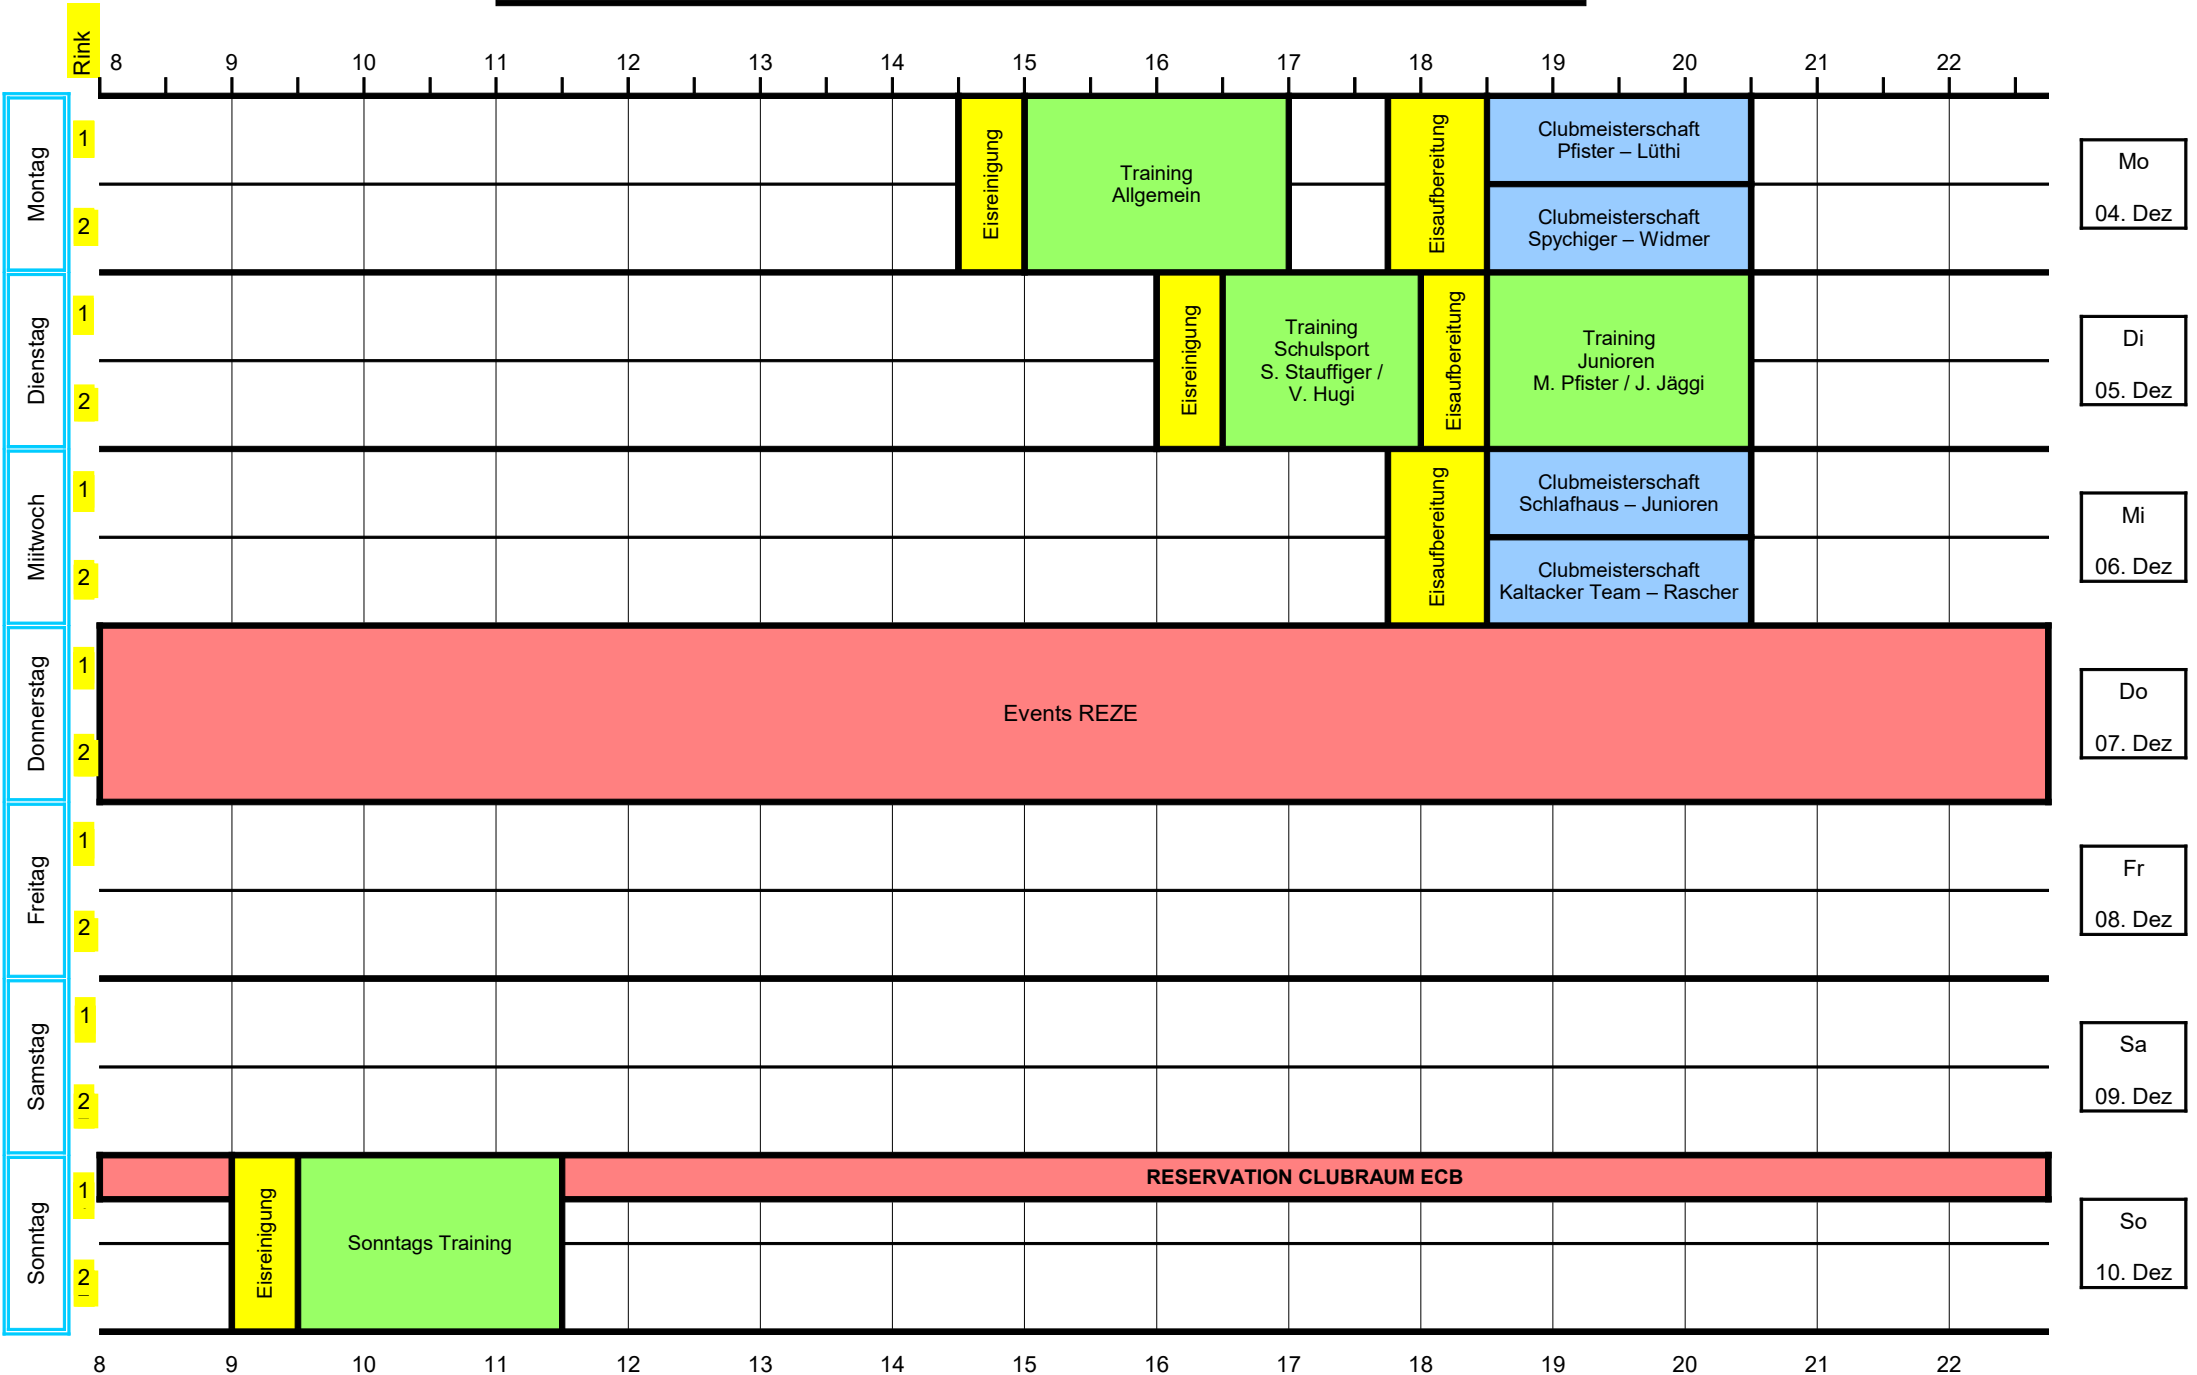 Rink
8 9 10 11 12 13 14 15 16 17 18 19 20 21 22
Montag
1
2
Eisreinigung
Training
Allgemein
Eisaufbereitung
Clubmeisterschaft
Pfister – Lüthi
Clubmeisterschaft
Spychiger – Widmer
Mo
04. Dez
Dienstag
1
2
Eisreinigung
Training
Schulsport
S. Stauffiger /
V. Hugi
Eisaufbereitung
Training
Junioren
M. Pfister / J. Jäggi
Di
05. Dez
Miitwoch
1
2
Eisaufbereitung
Clubmeisterschaft
Schlafhaus – Junioren
Clubmeisterschaft
Kaltacker Team – Rascher
Mi
06. Dez
Donnerstag
1
2
Events REZE
Do
07. Dez
Freitag
1
2
Fr
08. Dez
Samstag
1
2
Sa
09. Dez
Sonntag
1
2
Eisreinigung
Sonntags Training
RESERVATION CLUBRAUM ECB
So
10. Dez
8 9 10 11 12 13 14 15 16 17 18 19 20 21 22